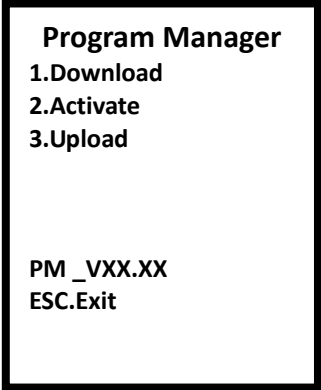 Program Manager
1.Download
2.Activate
3.Upload
PM _VXX.XX
ESC.Exit